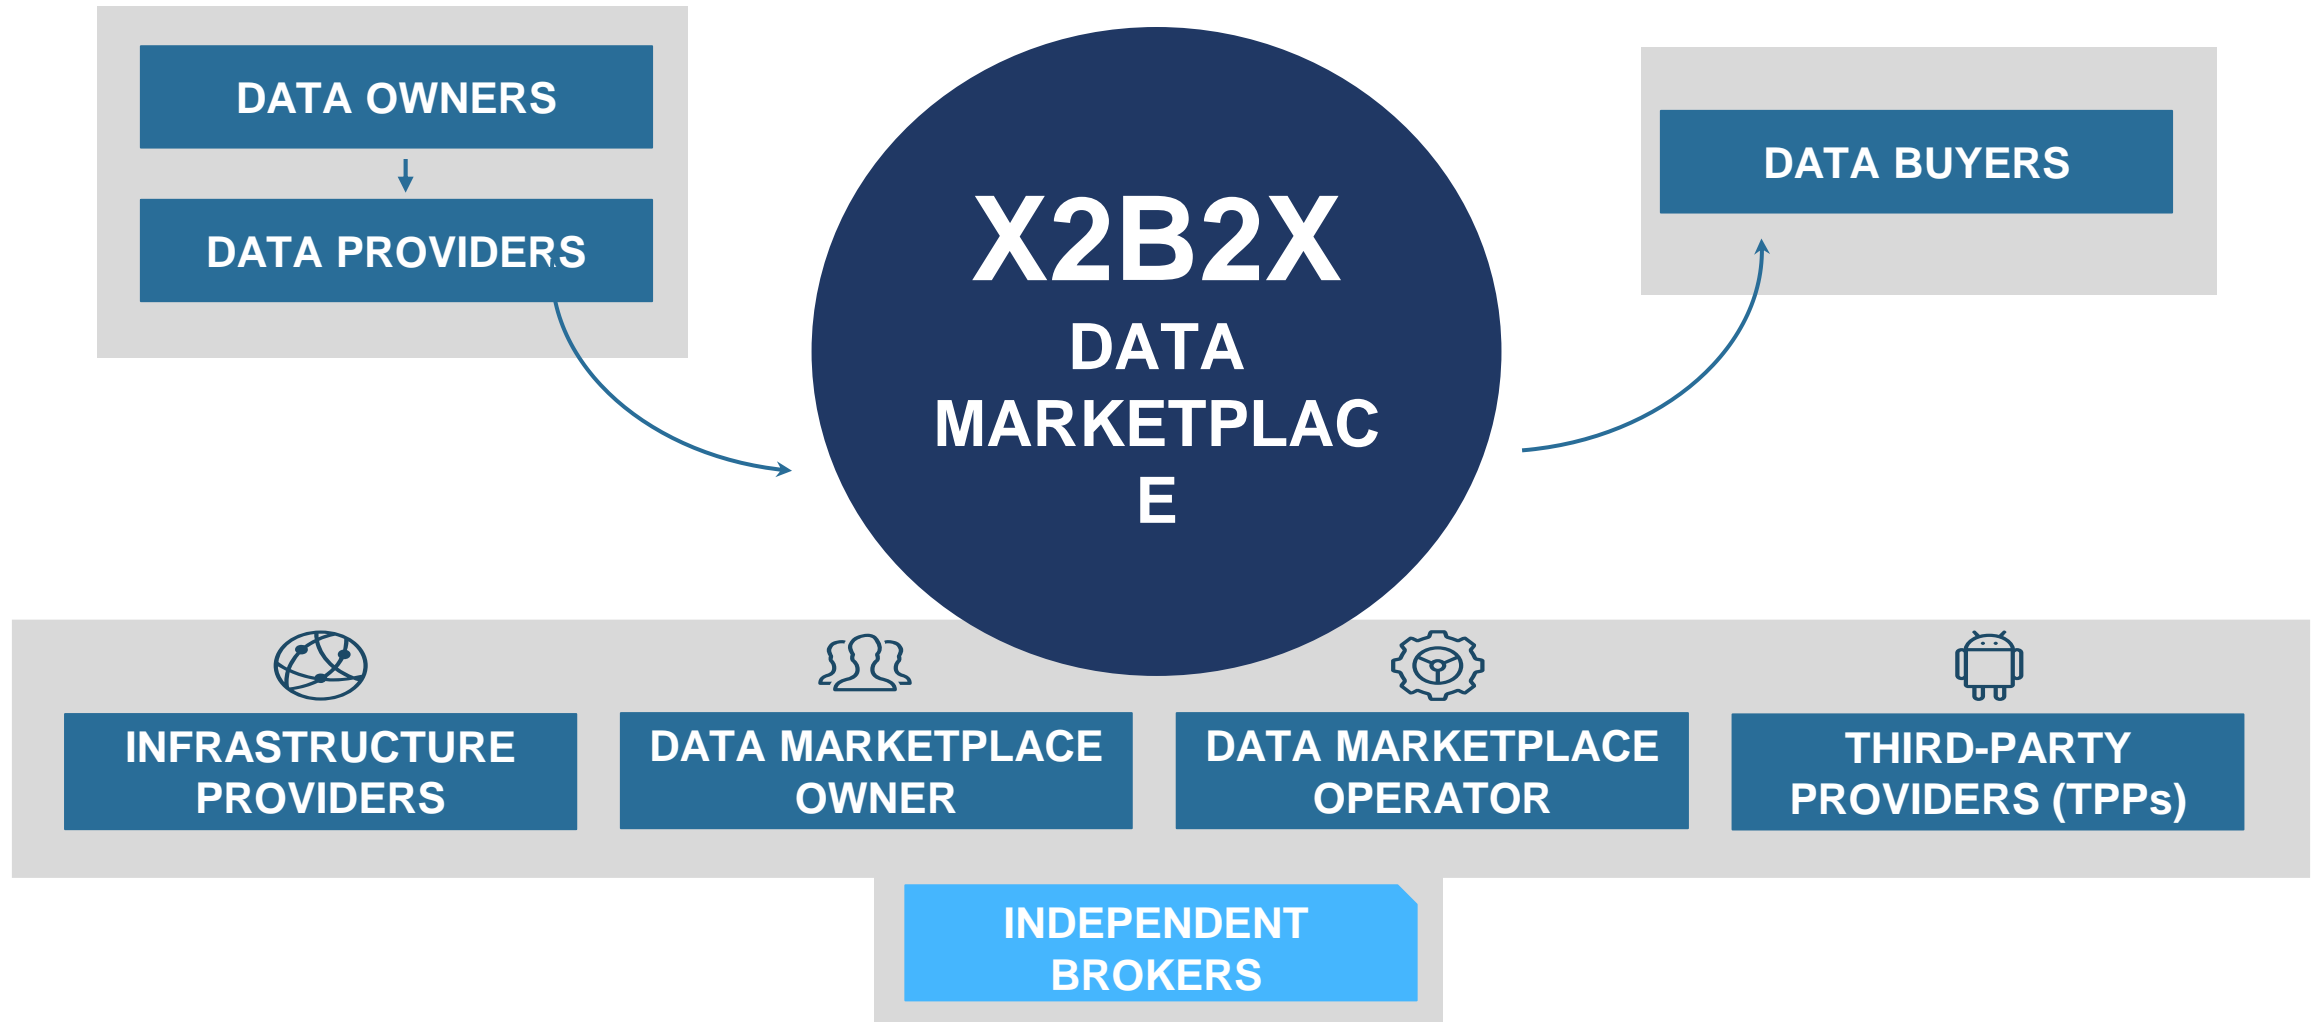 DATA OWNERS
DATA PROVIDERS
X2B2X
DATA
MARKETPLAC
E
DATA BUYERS
INFRASTRUCTURE
PROVIDERS
DATA MARKETPLACE
OWNER
DATA MARKETPLACE
OPERATOR
THIRD-PARTY
PROVIDERS (TPPs)
INDEPENDENT
BROKERS